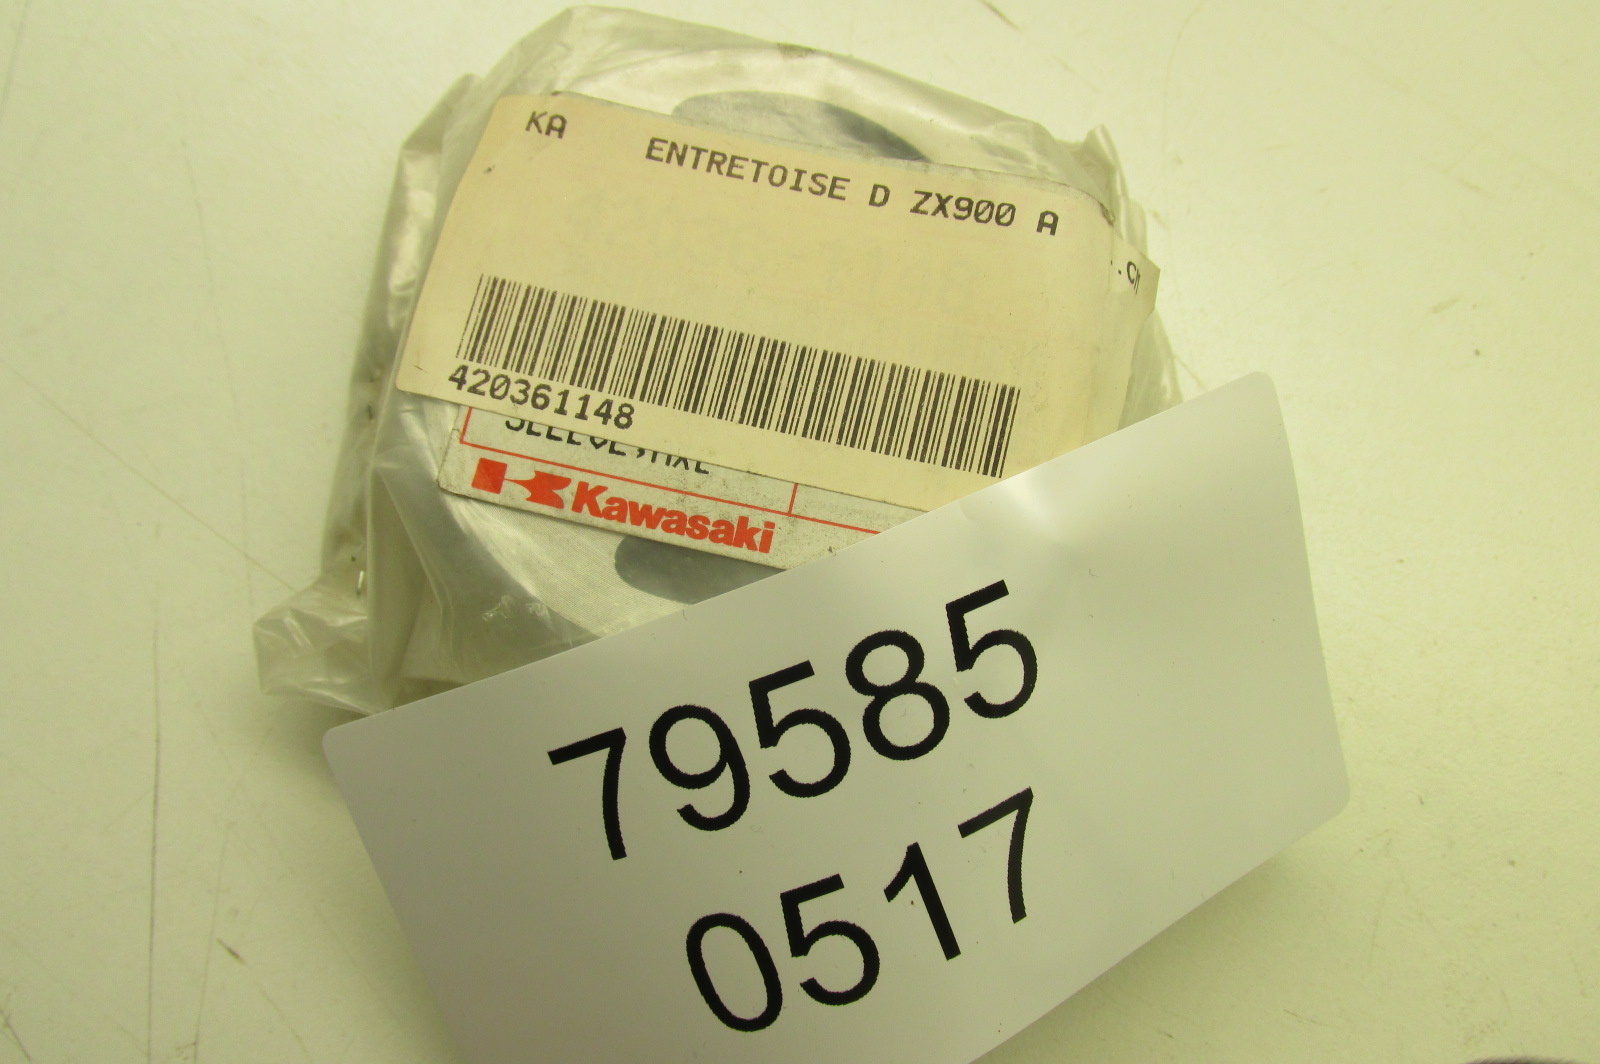 KA ENTRETOISE D ZX900 A
420361148
Kawasaki
79585
0517